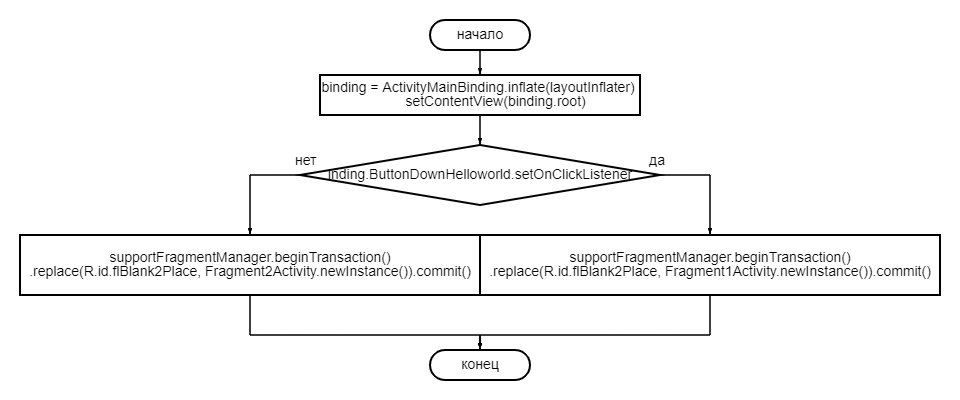 начало
binding = ActivityMainBinding.inflate(layoutInflater)
setContentView(binding.root)
нет
да
inding.ButtonDownHelloworld.setOnClickListener
supportFragmentManager.beginTransaction()
.replace(R.id.flBlank2Place, Fragment2Activity.newInstance()).commit()
supportFragmentManager.beginTransaction()
.replace(R.id.flBlank2Place, Fragment1Activity.newInstance()).commit()
конец